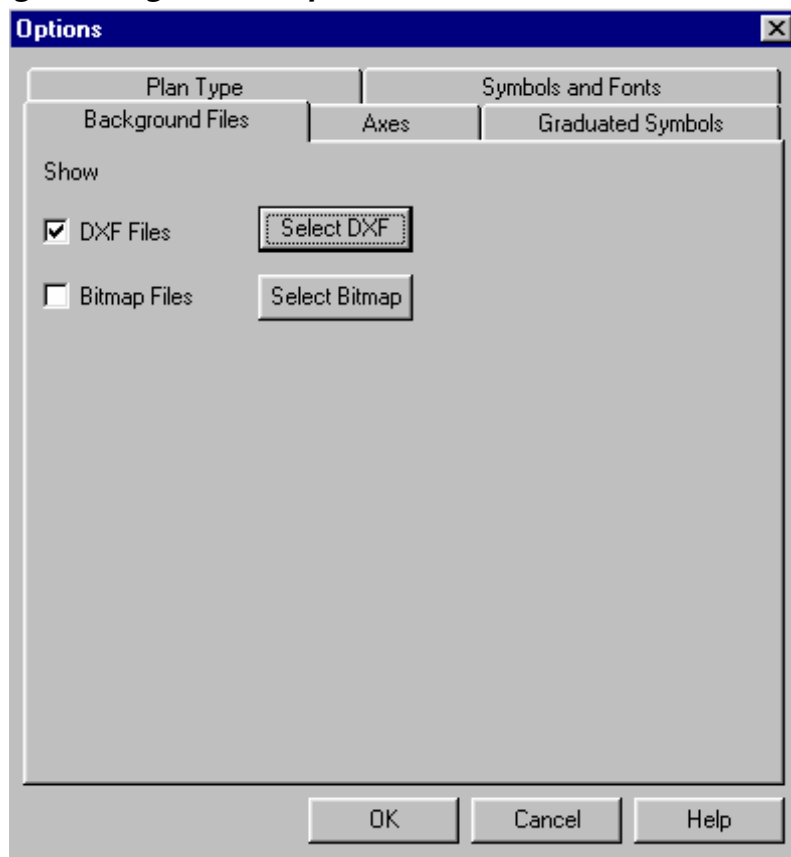 Options
Plan Type Symbols and Fonts
Background Files Axes Graduated Symbols
Show
DXF Files Select DXF
Bitmap Files Select Bitmap
OK Cancel Help